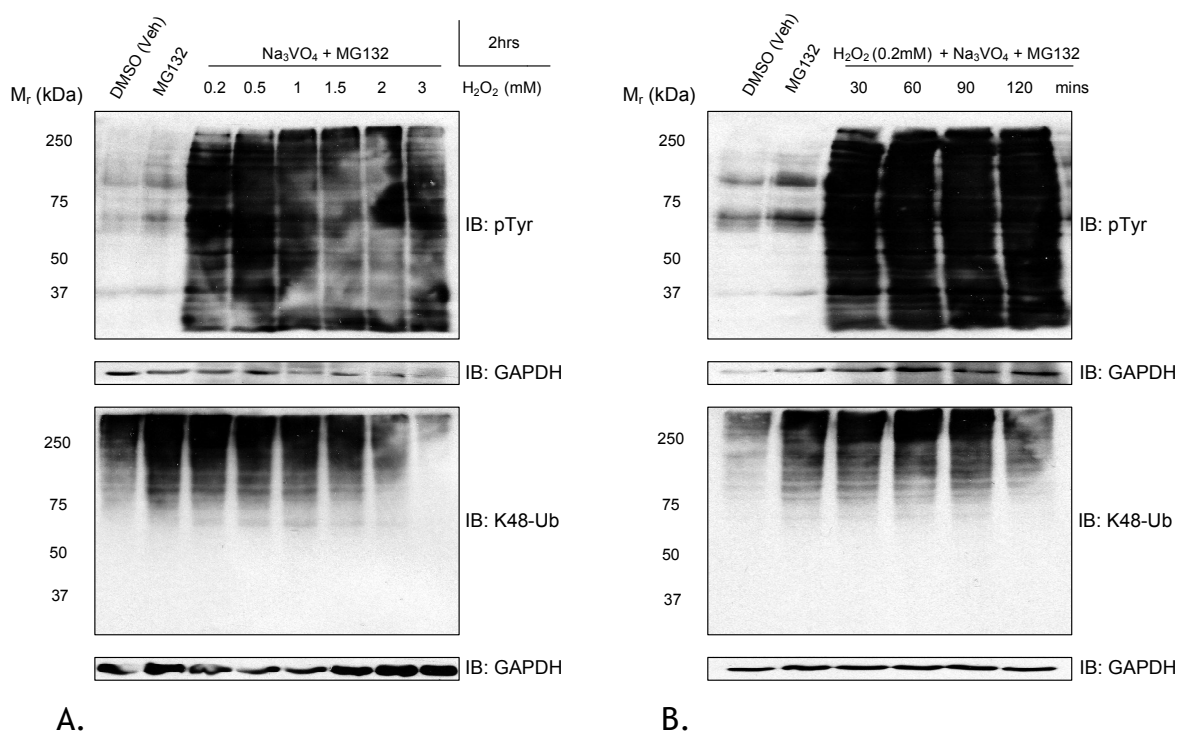 DMSO (Veh)
MG132
Na₃VO₄ + MG132
2hrs
Mᵣ (kDa)
0.2 0.5 1 1.5 2 3 H₂O₂ (mM)
250
75
50
37
IB: pTyr
IB: GAPDH
250
75
50
37
IB: K48-Ub
IB: GAPDH
A.
DMSO (Veh)
MG132
H₂O₂ (0.2mM) + Na₃VO₄ + MG132
Mᵣ (kDa)
30 60 90 120 mins
250
75
50
37
IB: pTyr
IB: GAPDH
250
75
50
37
IB: K48-Ub
IB: GAPDH
B.